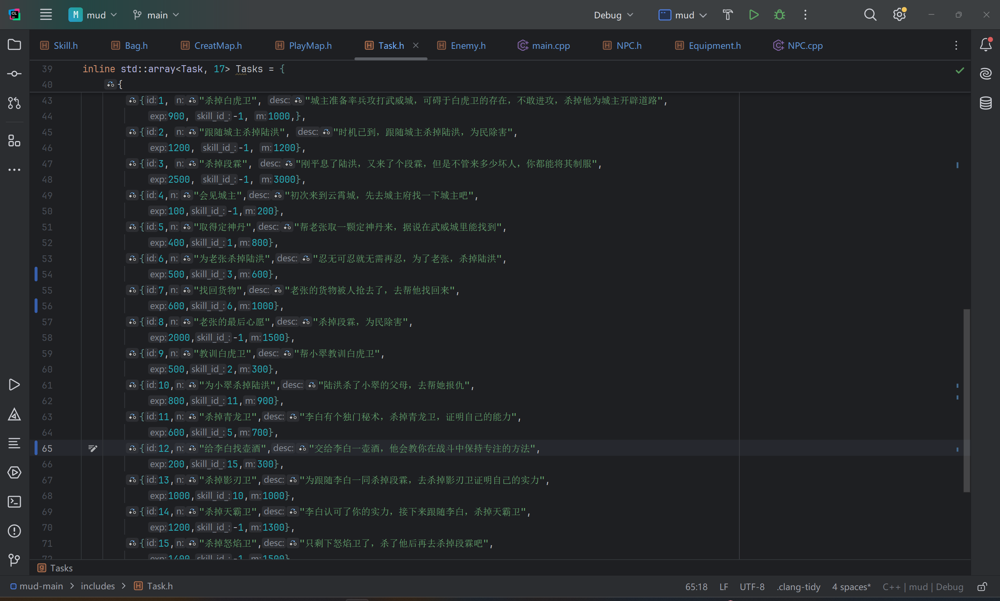 CL M mud main Debug mud
Skill.h Bag.h CreatMap.h PlayMap.h Task.h Enemy.h main.cpp NPC.h Equipment.h NPC.cpp
39 inline std::array<Task, 17> Tasks = {
40 {
43 {id:1, n:"杀掉白虎卫", desc:"城主准备率兵攻打武威城，可碍于白虎卫的存在，不敢进攻，杀掉他为城主开辟道路",
44 exp:900, skill_id_:-1, m:1000,},
45 {id:2, n:"跟随城主杀掉陆洪", desc:"时机已到，跟随城主杀掉陆洪，为民除害",
46 exp:1200, skill_id_:-1, m:1200},
47 {id:3, n:"杀掉段霖", desc:"刚平息了陆洪，又来了个段霖，但是不管来多少坏人，你都能将其制服",
48 exp:2500, skill_id_:-1, m:3000},
49 {id:4,n:"会见城主",desc:"初次来到云霄城，先去城主府找一下城主吧",
50 exp:100,skill_id_:-1,m:200},
51 {id:5,n:"取得定神丹",desc:"帮老张取一颗定神丹来，据说在武威城里能找到",
52 exp:400,skill_id_:1,m:800},
53 {id:6,n:"为老张杀掉陆洪",desc:"忍无可忍就无需再忍，为了老张，杀掉陆洪",
54 exp:500,skill_id_:3,m:600},
55 {id:7,n:"找回货物",desc:"老张的货物被人抢去了，去帮他找回来",
56 exp:600,skill_id_:6,m:1000},
57 {id:8,n:"老张的最后心愿",desc:"杀掉段霖，为民除害",
58 exp:2000,skill_id_:-1,m:1500},
59 {id:9,n:"教训白虎卫",desc:"帮小翠教训白虎卫",
60 exp:500,skill_id_:2,m:300},
61 {id:10,n:"为小翠杀掉陆洪",desc:"陆洪杀了小翠的父母，去帮她报仇",
62 exp:800,skill_id_:11,m:900},
63 {id:11,n:"杀掉青龙卫",desc:"李白有个独门秘术，杀掉青龙卫，证明自己的能力",
64 exp:600,skill_id_:5,m:700},
65 {id:12,n:"给李白找壶酒",desc:"交给李白一壶酒，他会教你在战斗中保持专注的方法",
66 exp:200,skill_id_:15,m:300},
67 {id:13,n:"杀掉影刃卫",desc:"为跟随李白一同杀掉段霖，去杀掉影刃卫证明自己的实力",
68 exp:1000,skill_id_:10,m:1000},
69 {id:14,n:"杀掉天霸卫",desc:"李白认可了你的实力，接下来跟随李白，杀掉天霸卫",
70 exp:1200,skill_id_:-1,m:1300},
71 {id:15,n:"杀掉怒焰卫",desc:"只剩下怒焰卫了，杀了他后再去杀掉段霖吧",
72 exp:1400,skill_id_:-1,m:1500}
g Tasks
mud-main > includes > H Task.h 65:18 LF UTF-8 .clang-tidy 4 spaces* C++ | mud | Debug